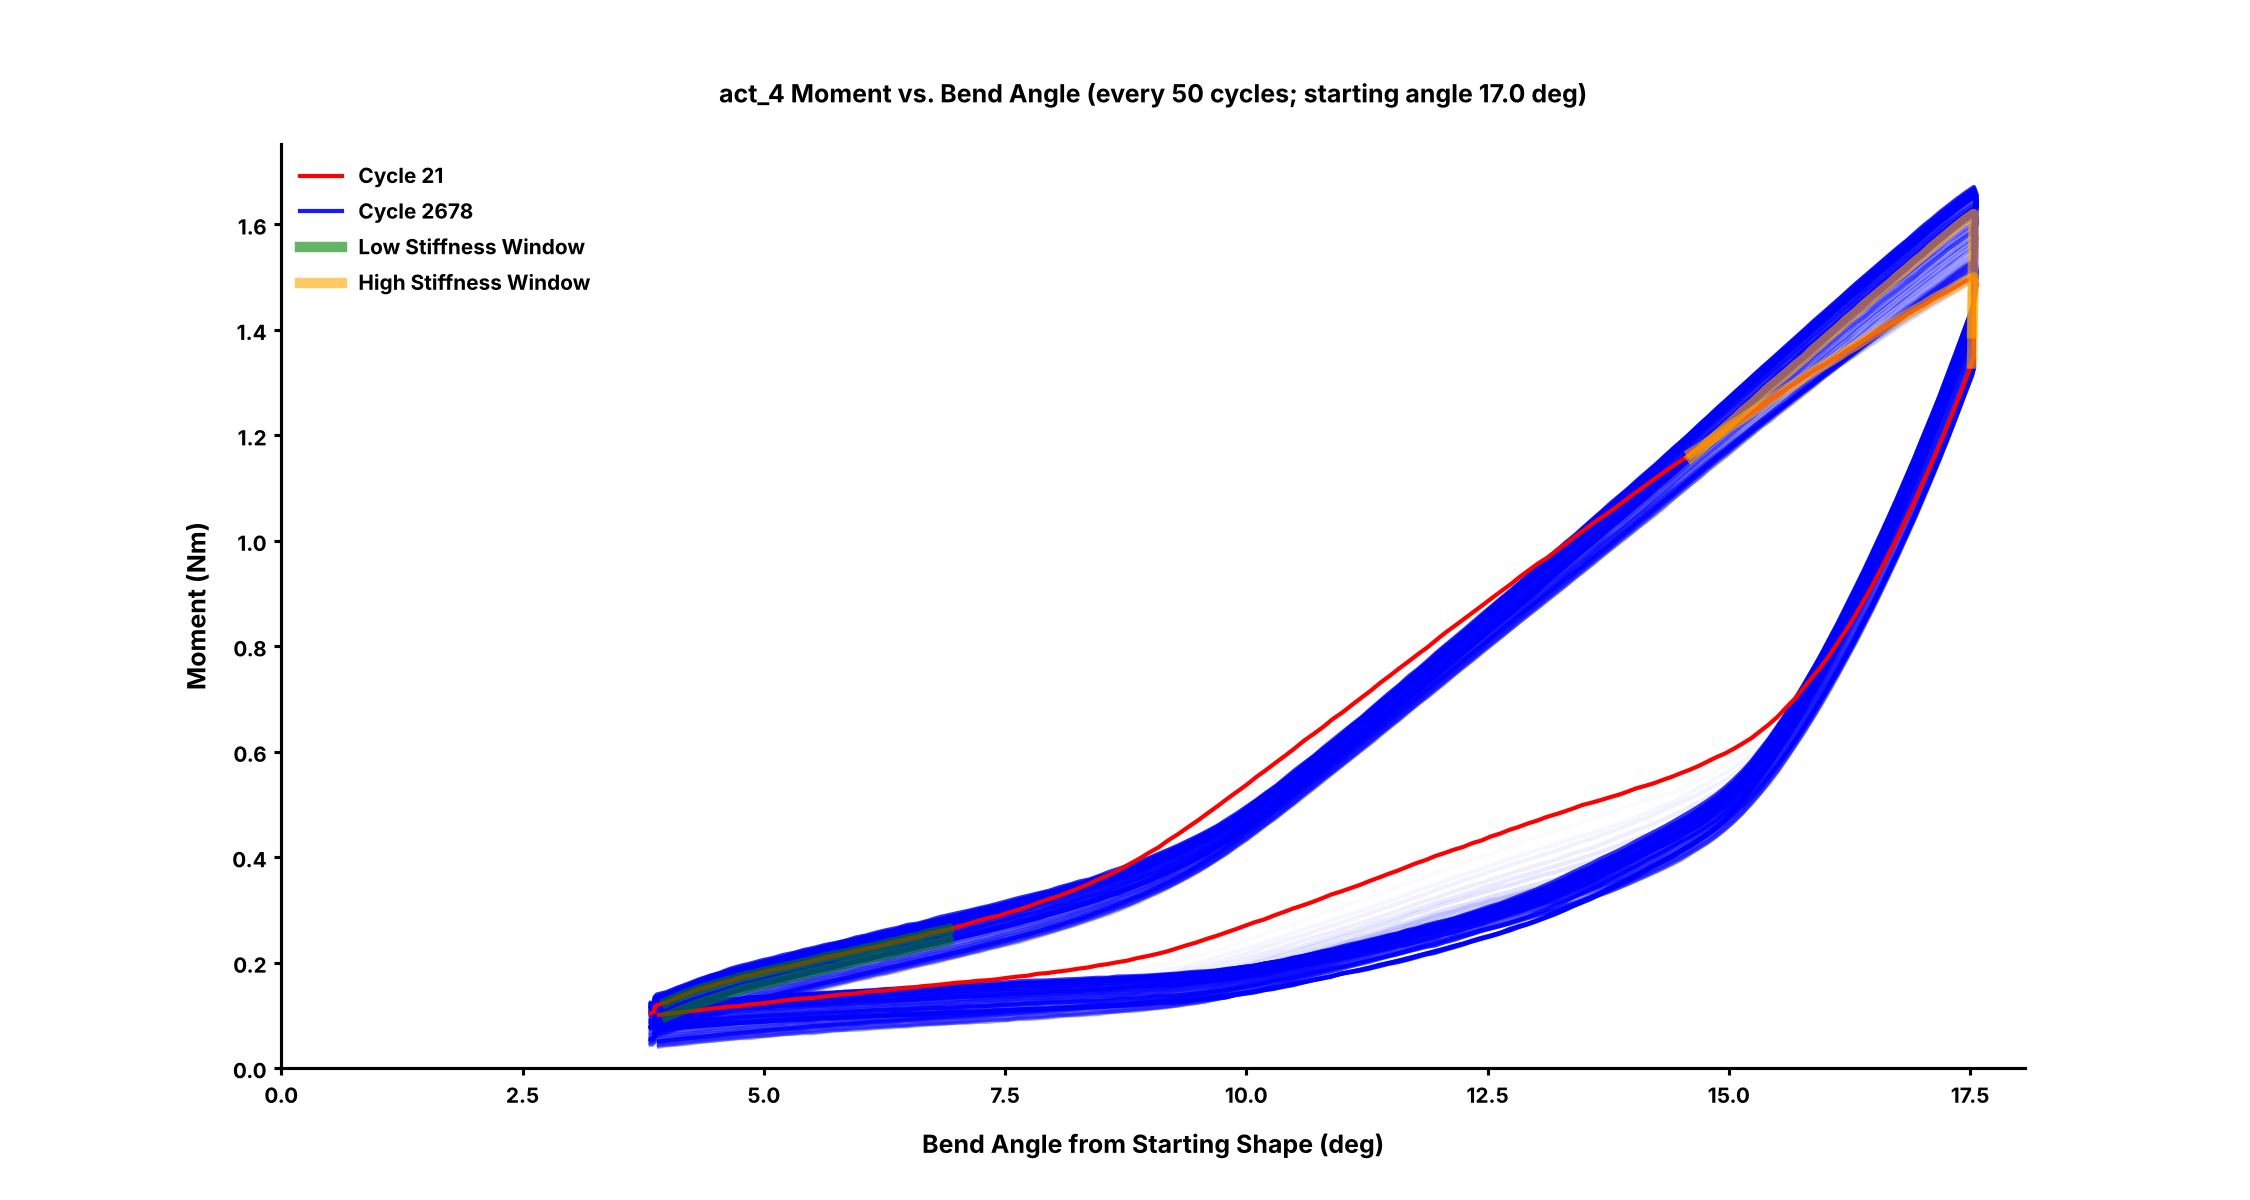 act_4 Moment vs. Bend Angle (every 50 cycles; starting angle 17.0 deg)
Cycle 21
Cycle 2678
Low Stiffness Window
High Stiffness Window
Moment (Nm)
1.6
1.4
1.2
1.0
0.8
0.6
0.4
0.2
0.0
0.0 2.5 5.0 7.5 10.0 12.5 15.0 17.5
Bend Angle from Starting Shape (deg)